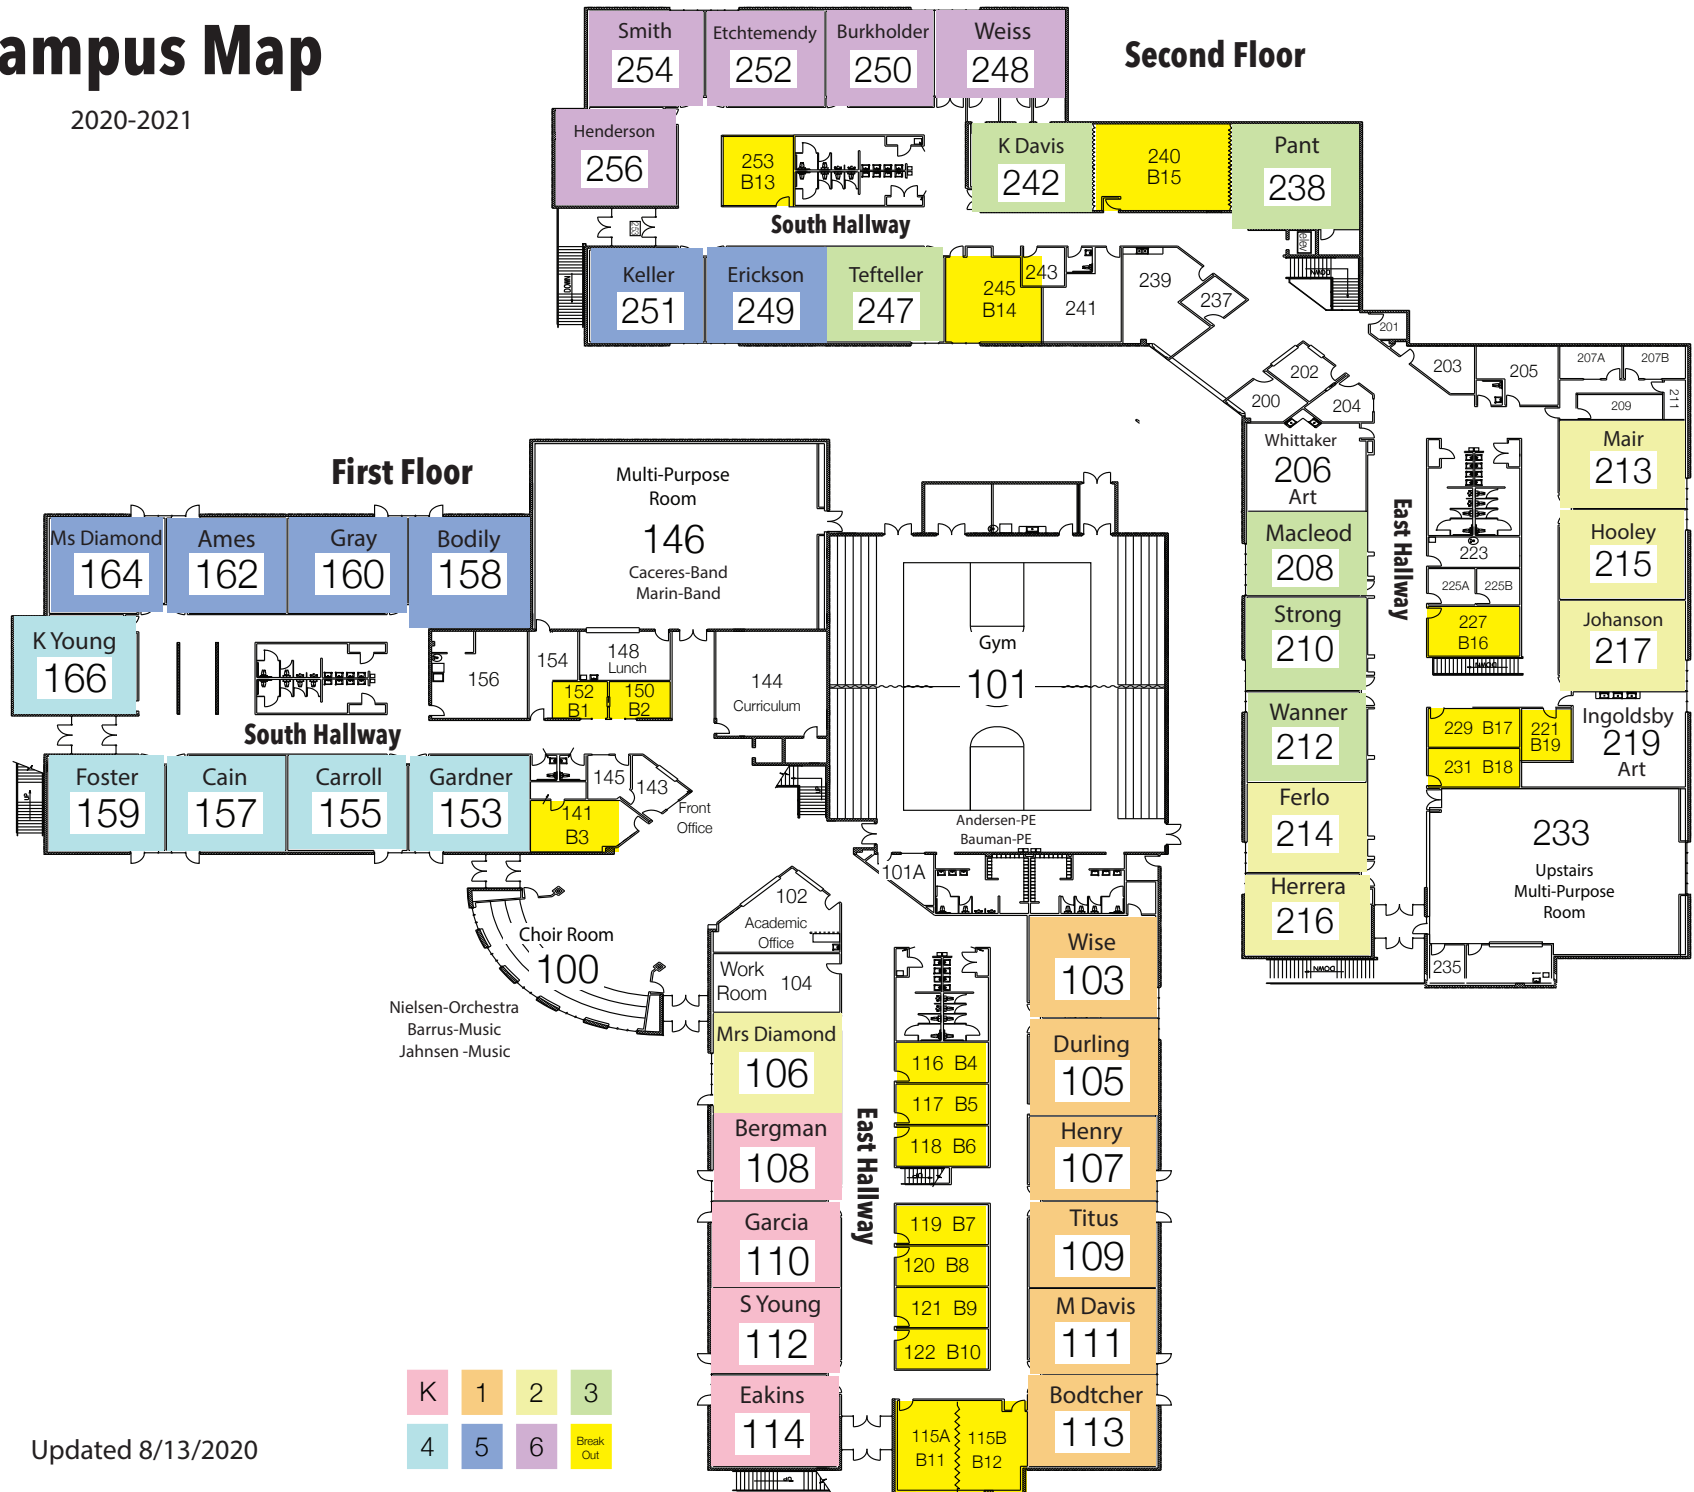 ampus Map
2020-2021
Second Floor
Smith
254
Etchtemendy
252
Burkholder
250
Weiss
248
Henderson
256
253
B13
K Davis
242
240
B15
Pant
238
South Hallway
Keller
251
Erickson
249
Tefteller
247
245
B14
243
241
239
237
DOWN
DOWN
201
203
205
207A
207B
209
211
202
200
204
Whittaker
206
Art
Mair
213
Macleod
208
East Hallway
Hooley
215
223
225A
225B
Strong
210
227
B16
DOWN
Johanson
217
Wanner
212
229 B17
231 B18
221
B19
Ingoldsby
219
Art
Ferlo
214
233
Upstairs
Multi-Purpose
Room
Herrera
216
DOWN
235
First Floor
Multi-Purpose
Room
146
Caceres-Band
Marin-Band
Ms Diamond
164
Ames
162
Gray
160
Bodily
158
K Young
166
156
154
148
Lunch
152
B1
150
B2
144
Curriculum
Gym
101
Andersen-PE
Bauman-PE
South Hallway
Foster
159
Cain
157
Carroll
155
Gardner
153
145
143
141
B3
Front
Office
101A
102
Academic
Office
Choir Room
100
Nielsen-Orchestra
Barrus-Music
Jahnsen -Music
Work
Room
104
Wise
103
Mrs Diamond
106
116 B4
117 B5
118 B6
Durling
105
Bergman
108
East Hallway
Henry
107
Garcia
110
119 B7
120 B8
121 B9
122 B10
Titus
109
S Young
112
M Davis
111
Eakins
114
115A
B11
115B
B12
Bodtcher
113
K
1
2
3
4
5
6
Break
Out
Updated 8/13/2020